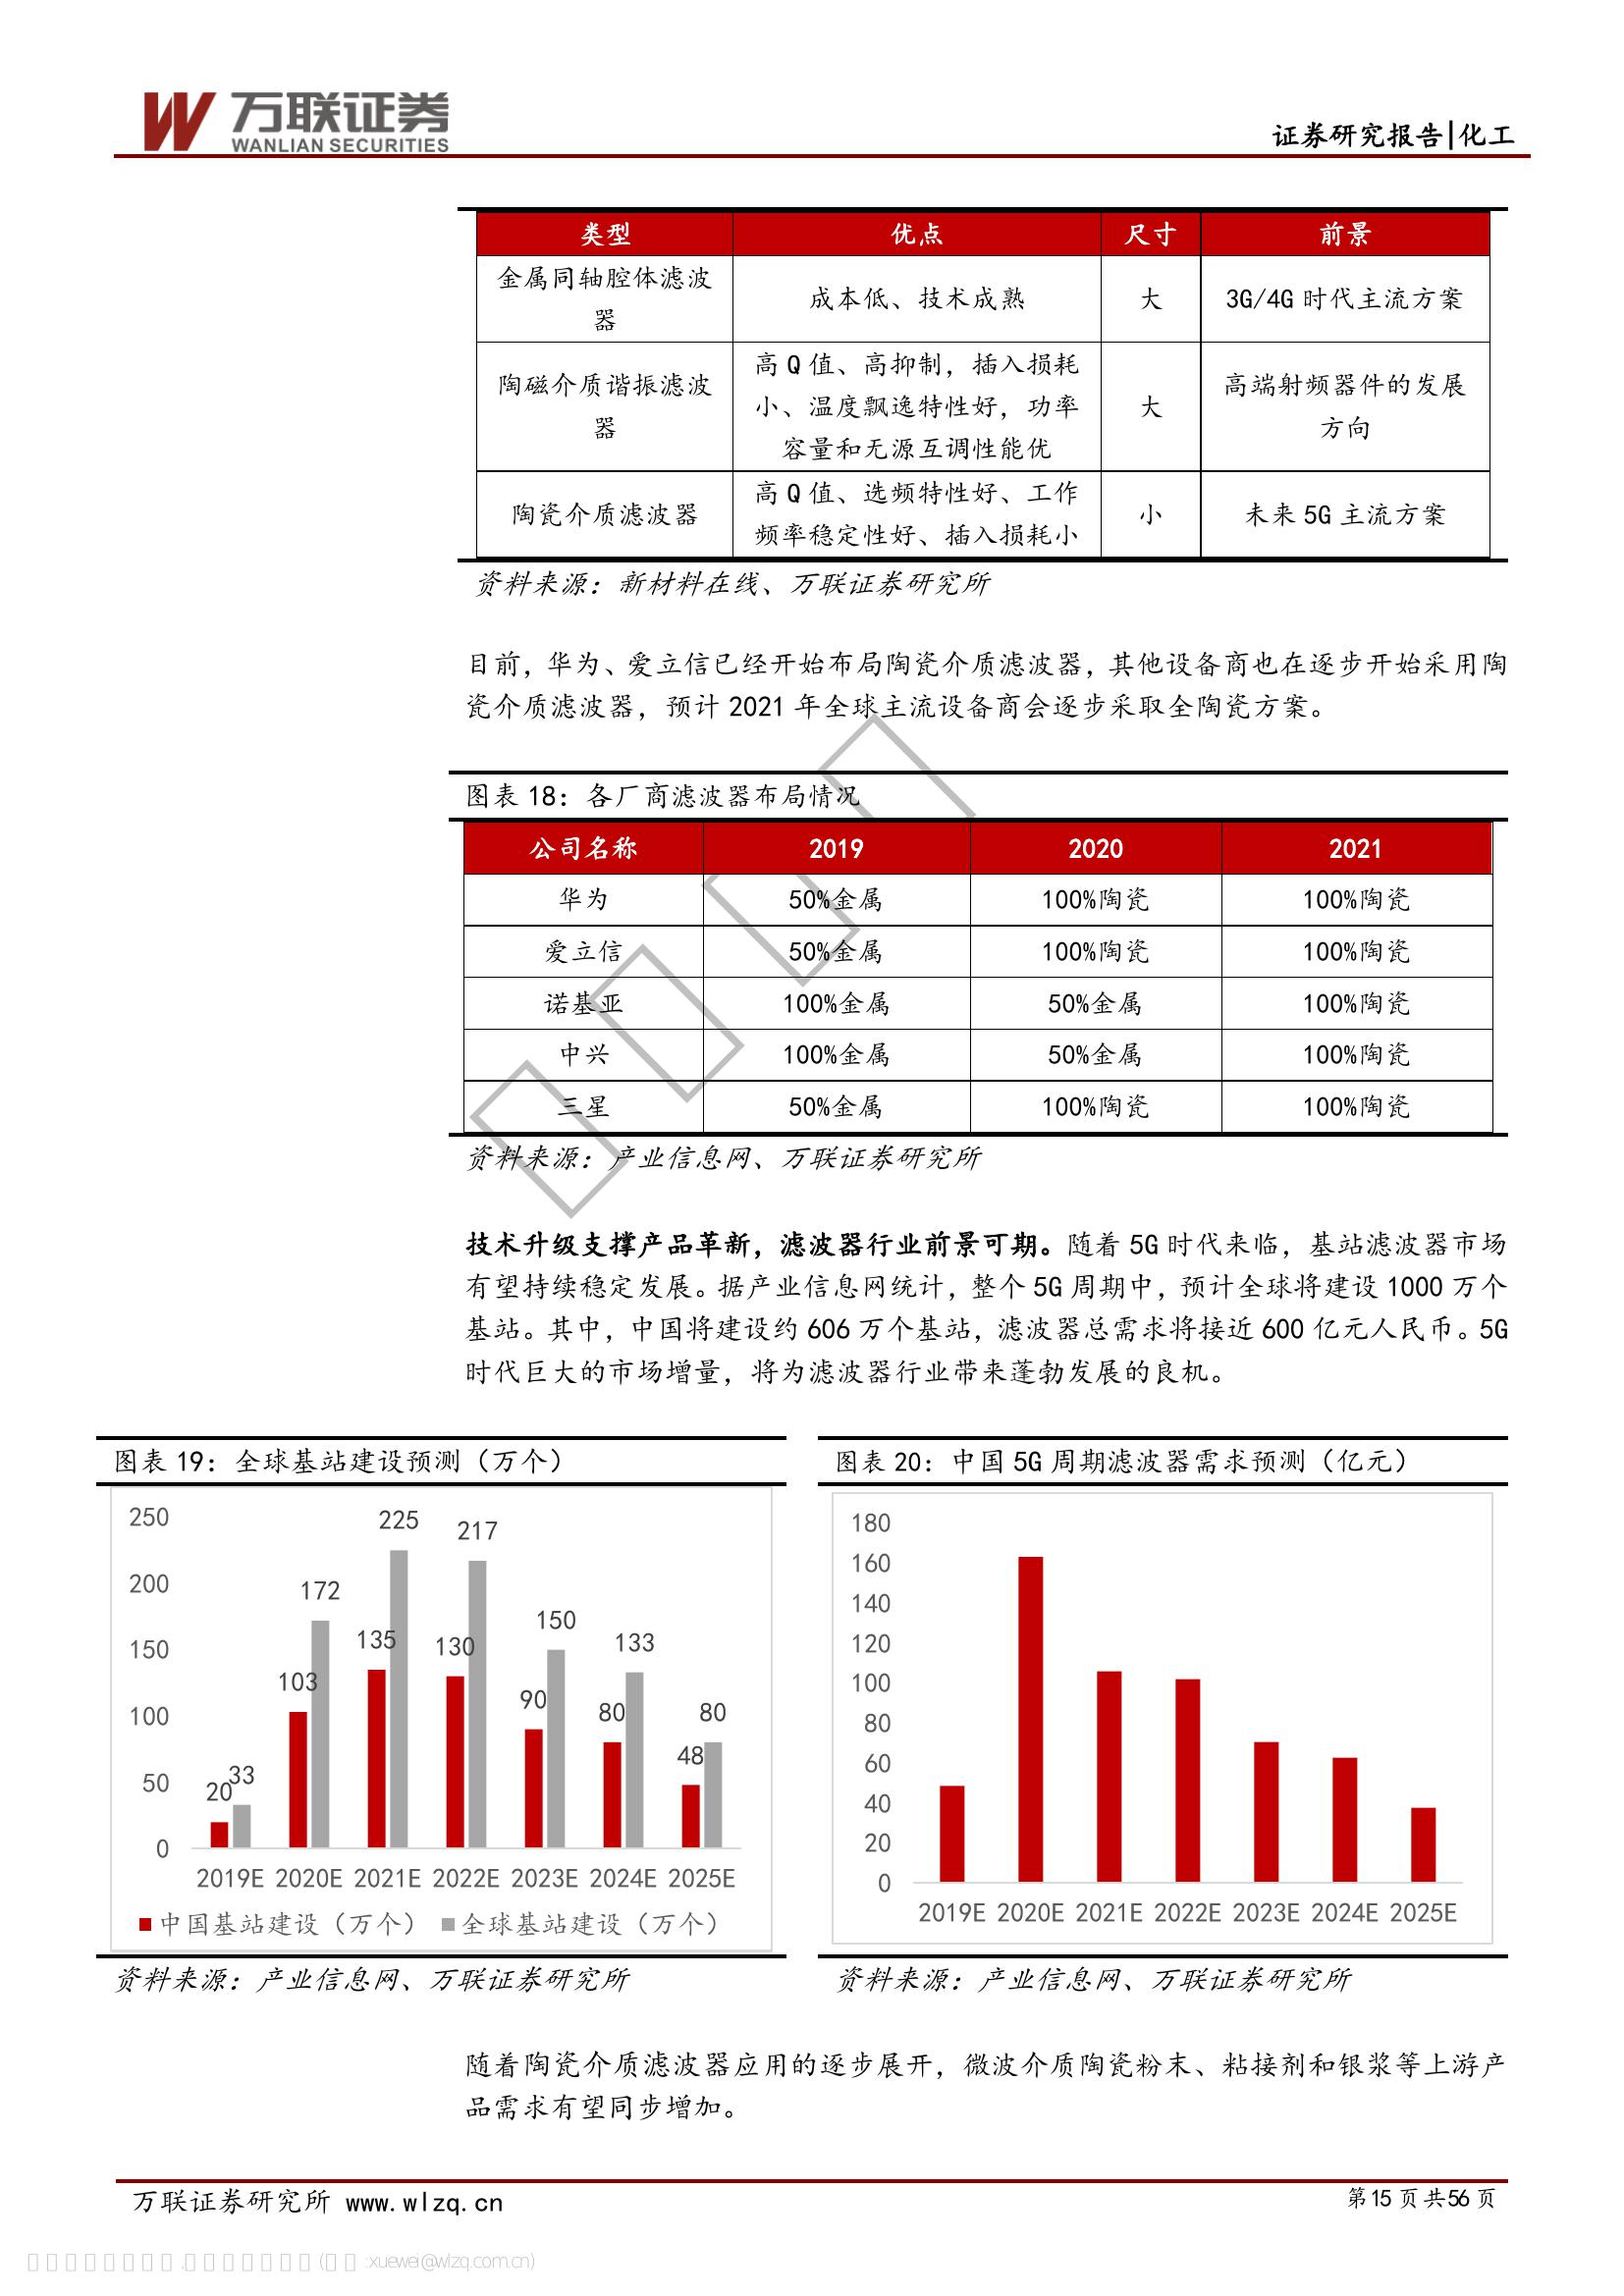 万联证券
WANLIAN SECURITIES
证券研究报告|化工
类型 优点 尺寸 前景
金属同轴腔体滤波器 成本低、技术成熟 大 3G/4G 时代主流方案
陶磁介质谐振滤波器 高 Q 值、高抑制，插入损耗小、温度飘逸特性好，功率容量和无源互调性能优 大 高端射频器件的发展方向
陶瓷介质滤波器 高 Q 值、选频特性好、工作频率稳定性好、插入损耗小 小 未来 5G 主流方案
资料来源：新材料在线、万联证券研究所
目前，华为、爱立信已经开始布局陶瓷介质滤波器，其他设备商也在逐步开始采用陶
瓷介质滤波器，预计 2021 年全球主流设备商会逐步采取全陶瓷方案。
图表 18：各厂商滤波器布局情况
公司名称 2019 2020 2021
华为 50%金属 100%陶瓷 100%陶瓷
爱立信 50%金属 100%陶瓷 100%陶瓷
诺基亚 100%金属 50%金属 100%陶瓷
中兴 100%金属 50%金属 100%陶瓷
三星 50%金属 100%陶瓷 100%陶瓷
资料来源：产业信息网、万联证券研究所
技术升级支撑产品革新，滤波器行业前景可期。随着 5G 时代来临，基站滤波器市场
有望持续稳定发展。据产业信息网统计，整个 5G 周期中，预计全球将建设 1000 万个
基站。其中，中国将建设约 606 万个基站，滤波器总需求将接近 600 亿元人民币。5G
时代巨大的市场增量，将为滤波器行业带来蓬勃发展的良机。
图表 19：全球基站建设预测（万个）
250
200
150
100
50
0
20 33
103 172
135 225
130 217
90 150
80 133
48 80
2019E 2020E 2021E 2022E 2023E 2024E 2025E
中国基站建设（万个） 全球基站建设（万个）
资料来源：产业信息网、万联证券研究所
图表 20：中国 5G 周期滤波器需求预测（亿元）
180
160
140
120
100
80
60
40
20
0
2019E 2020E 2021E 2022E 2023E 2024E 2025E
资料来源：产业信息网、万联证券研究所
随着陶瓷介质滤波器应用的逐步展开，微波介质陶瓷粉末、粘接剂和银浆等上游产
品需求有望同步增加。
万联证券研究所 www.wlzq.cn
第 15 页 共 56 页
:xuewei@wlzq.com.cn)